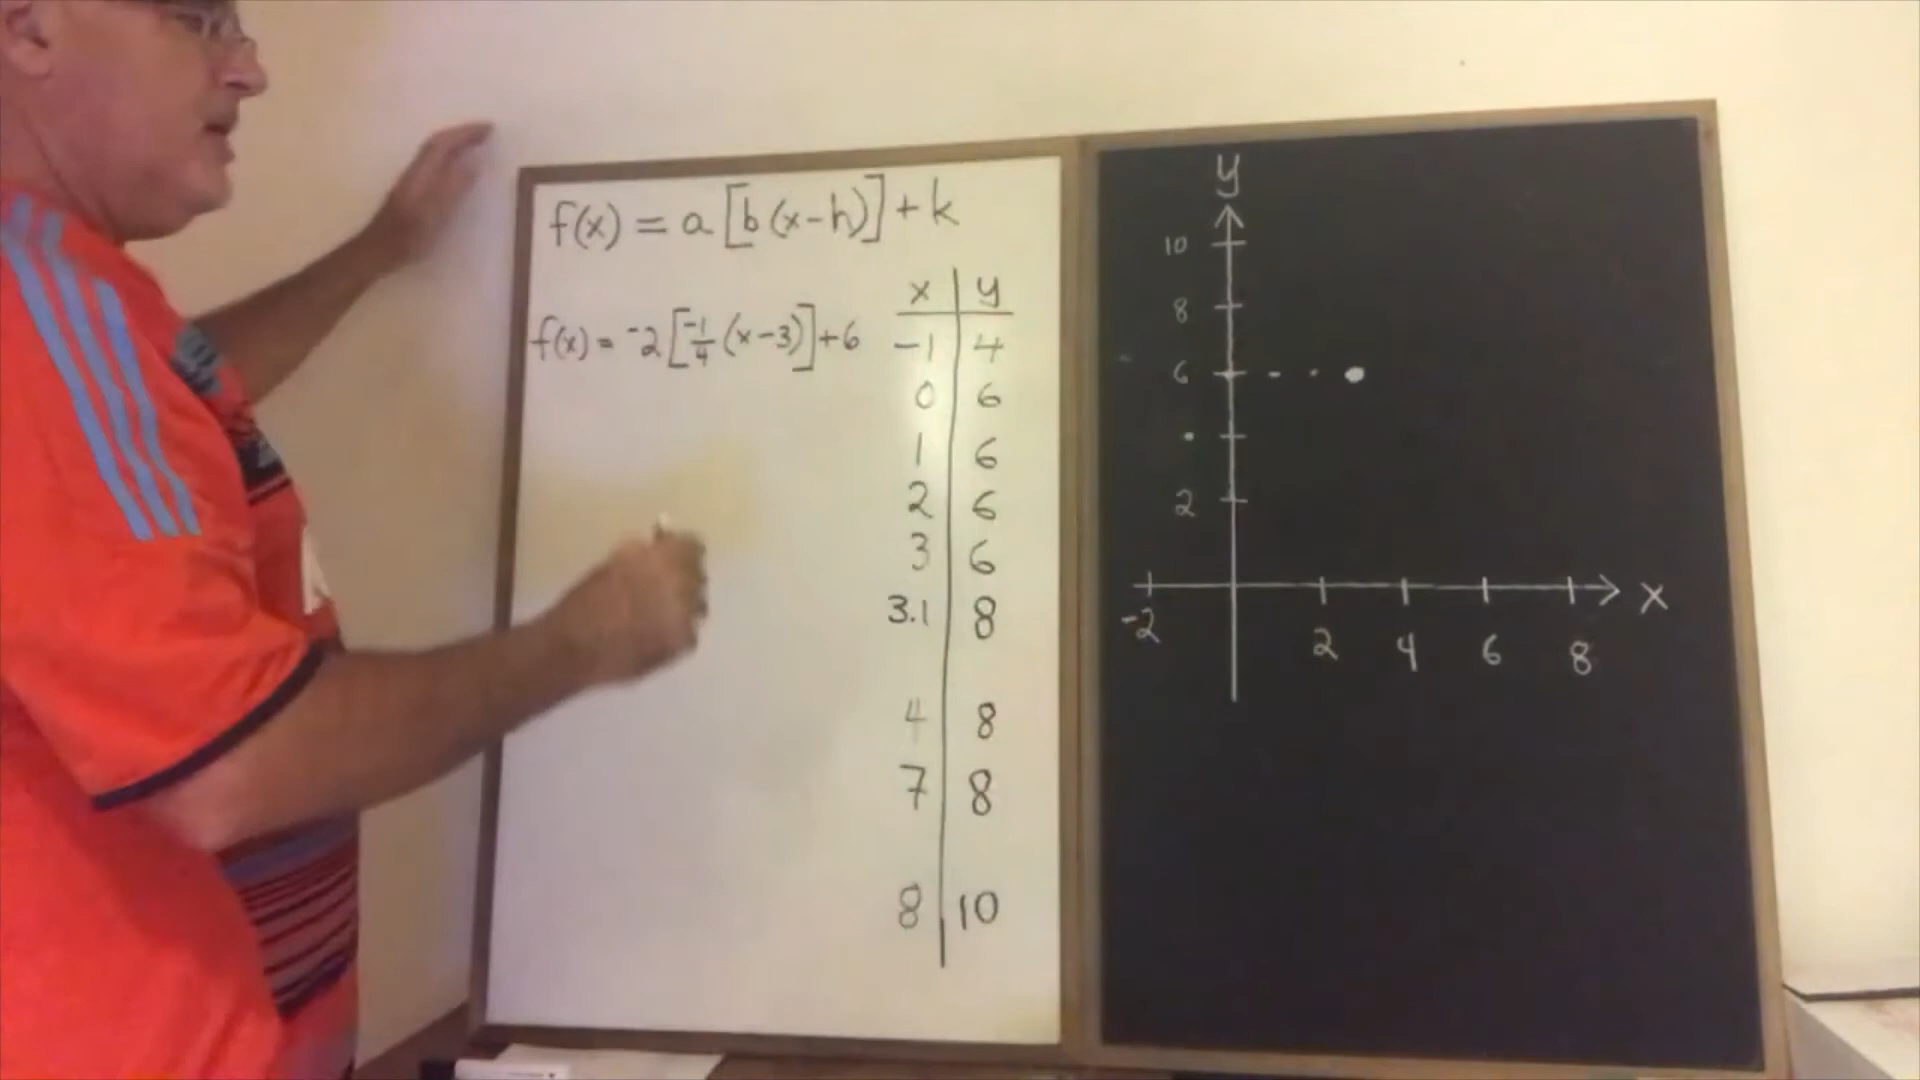 f(x) = a [b(x-h)] + k
f(x) = -2 [-1/4 (x-3)] + 6
x y
-1 4
0 6
1 6
2 6
3 6
3.1 8
4 8
7 8
8 10
y
10
8
6
2
x
-2 2 4 6 8